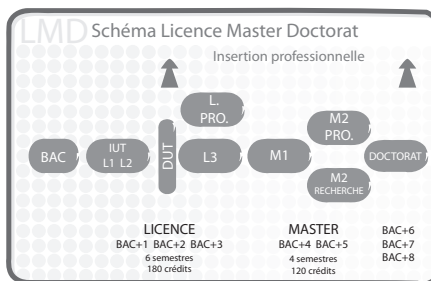 LMD Schéma Licence Master Doctorat
Insertion professionnelle
L.
PRO.
M2
PRO.
BAC
IUT
L1 L2
DUT
L3
M1
DOCTORAT
M2
RECHERCHE
LICENCE
BAC+1 BAC+2 BAC+3
6 semestres
180 crédits
MASTER
BAC+4 BAC+5
4 semestres
120 crédits
BAC+6
BAC+7
BAC+8